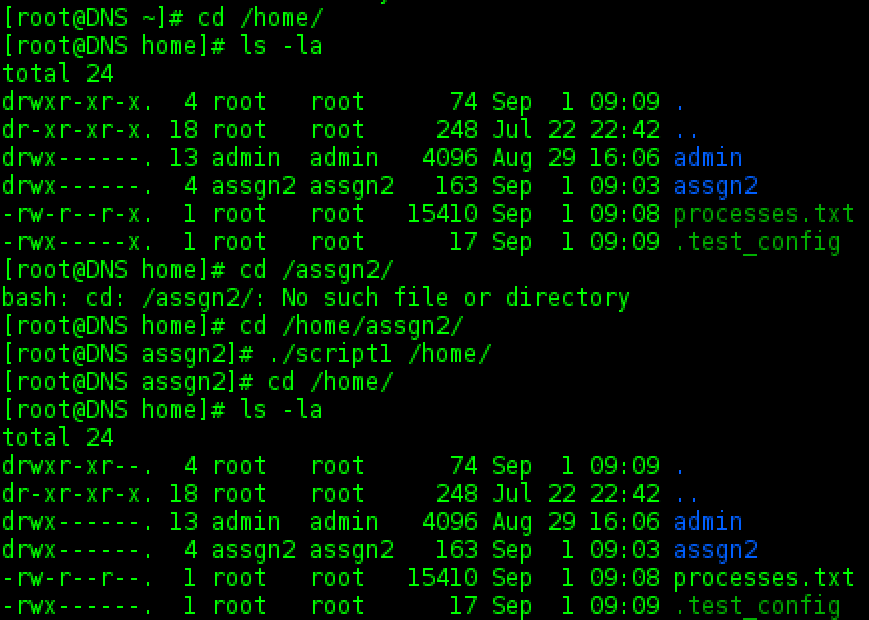 [root@DNS ~]# cd /home/
[root@DNS home]# ls -la
total 24
drwxr-xr-x.  4 root   root      74 Sep  1 09:09 .
dr-xr-xr-x. 18 root   root     248 Jul 22 22:42 ..
drwx------. 13 admin  admin   4096 Aug 29 16:06 admin
drwx------.  4 assgn2 assgn2   163 Sep  1 09:03 assgn2
-rw-r--r-x.  1 root   root   15410 Sep  1 09:08 processes.txt
-rwx-----x.  1 root   root      17 Sep  1 09:09 .test_config
[root@DNS home]# cd /assgn2/
bash: cd: /assgn2/: No such file or directory
[root@DNS home]# cd /home/assgn2/
[root@DNS assgn2]# ./script1 /home/
[root@DNS assgn2]# cd /home/
[root@DNS home]# ls -la
total 24
drwxr-xr--.  4 root   root      74 Sep  1 09:09 .
dr-xr-xr-x. 18 root   root     248 Jul 22 22:42 ..
drwx------. 13 admin  admin   4096 Aug 29 16:06 admin
drwx------.  4 assgn2 assgn2   163 Sep  1 09:03 assgn2
-rw-r--r--.  1 root   root   15410 Sep  1 09:08 processes.txt
-rwx------.  1 root   root      17 Sep  1 09:09 .test_config